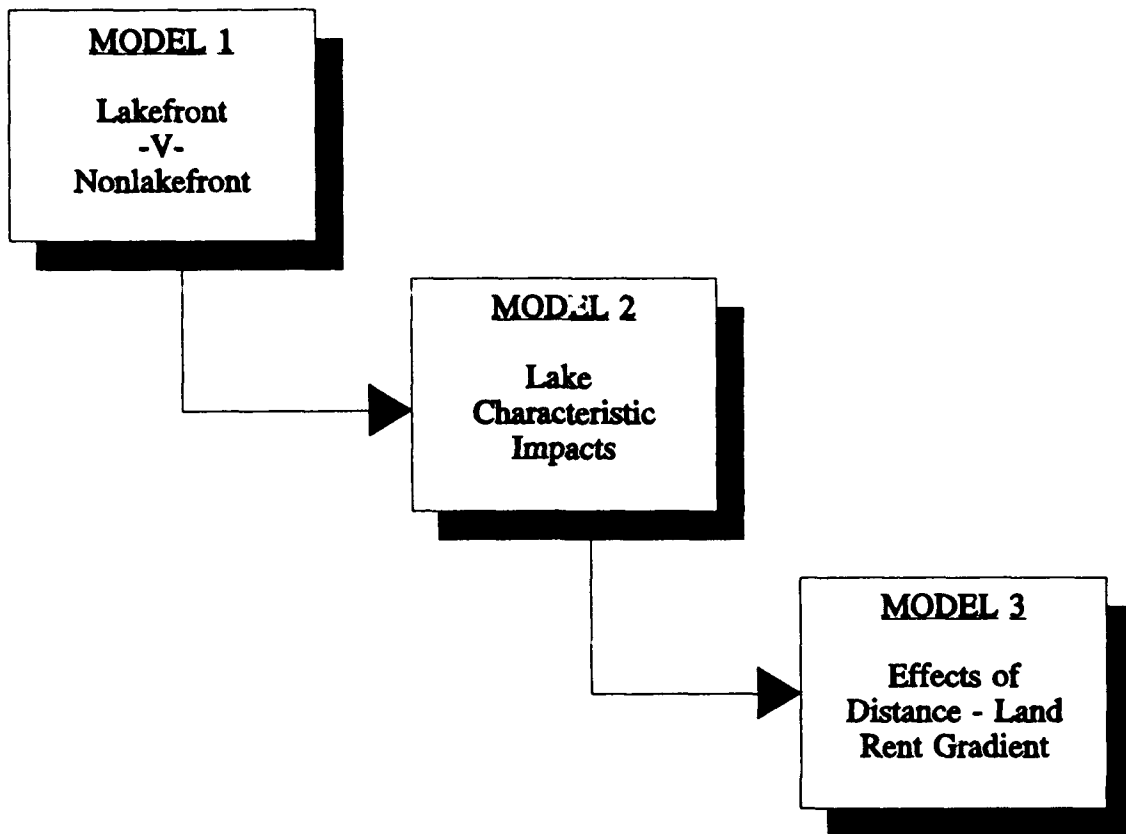 MODEL 1
Lakefront
-V-
Nonlakefront
MODEL 2
Lake
Characteristic
Impacts
MODEL 3
Effects of
Distance - Land
Rent Gradient